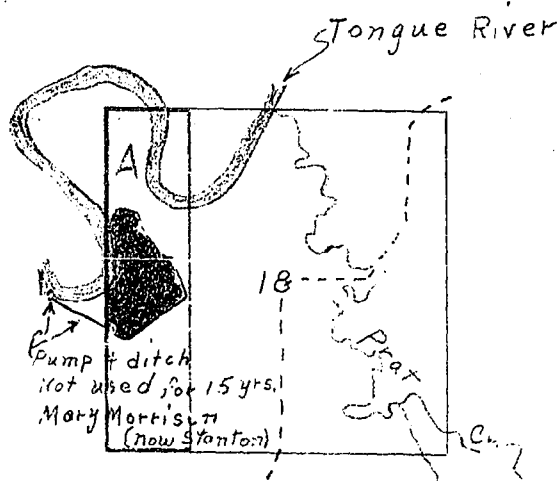 Tongue River
A
18
Prat
Cr.
Pump + ditch
Not used for 15 yrs.
Mary Morrison
(now Stanton)